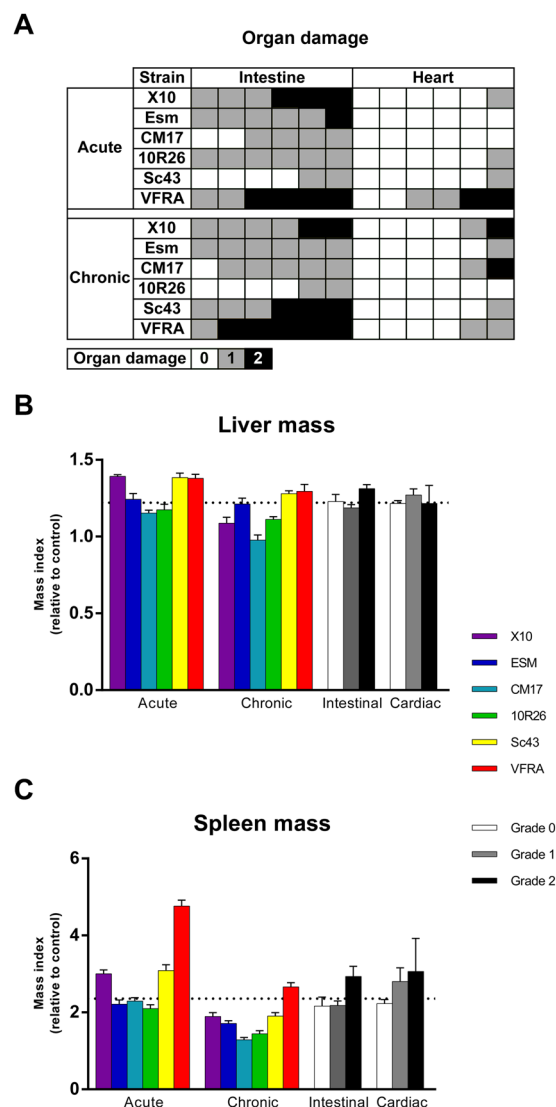 A
Organ damage
Strain Intestine Heart
Acute
X10
Esm
CM17
10R26
Sc43
VFRA
Chronic
X10
Esm
CM17
10R26
Sc43
VFRA
Organ damage 0 1 2
B
Liver mass
Mass index
(relative to control)
1.5
1.0
0.5
0.0
Acute Chronic Intestinal Cardiac
X10
ESM
CM17
10R26
Sc43
VFRA
C
Spleen mass
Mass index
(relative to control)
6
4
2
0
Acute Chronic Intestinal Cardiac
Grade 0
Grade 1
Grade 2